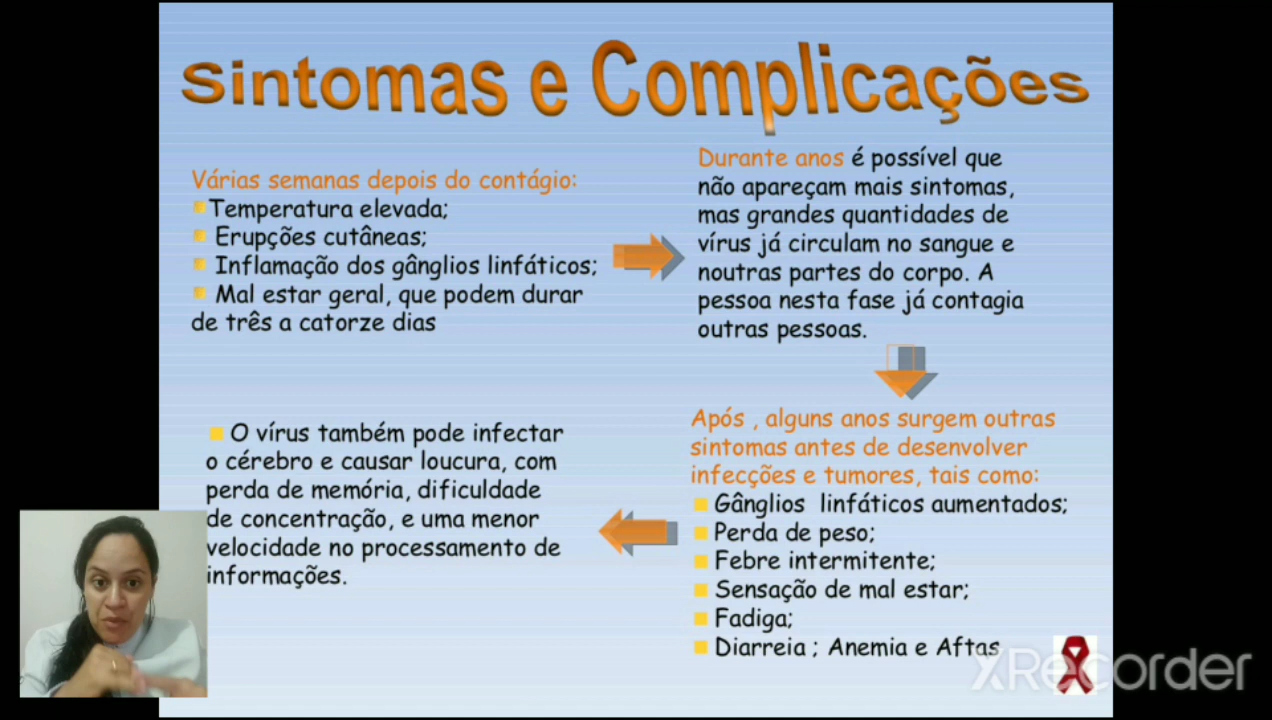 Sintomas e Complicações
Várias semanas depois do contágio:
Temperatura elevada;
Erupções cutâneas;
Inflamação dos gânglios linfáticos;
Mal estar geral, que podem durar
de três a catorze dias
Durante anos é possível que
não apareçam mais sintomas,
mas grandes quantidades de
vírus já circulam no sangue e
noutras partes do corpo. A
pessoa nesta fase já contagia
outras pessoas.
Após , alguns anos surgem outras
sintomas antes de desenvolver
infecções e tumores, tais como:
Gânglios linfáticos aumentados;
Perda de peso;
Febre intermitente;
Sensação de mal estar;
Fadiga;
Diarreia ; Anemia e Aftas
O vírus também pode infectar
o cérebro e causar loucura, com
perda de memória, dificuldade
de concentração, e uma menor
velocidade no processamento de
informações.
XRecorder